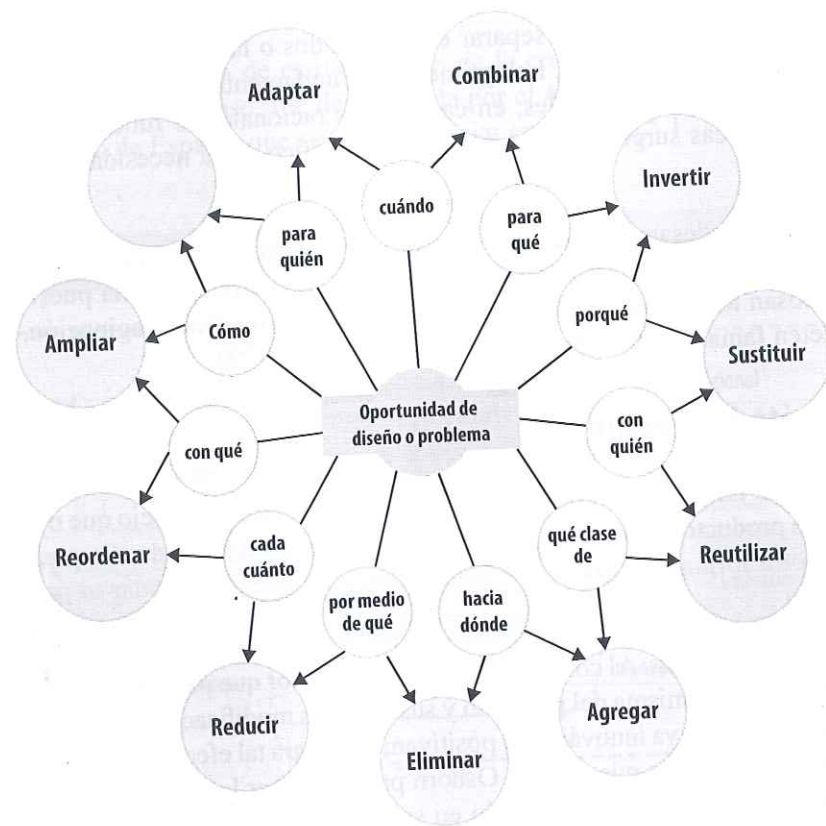 Adaptar
Combinar
cuándo
para
qué
Invertir
para
quién
porqué
Cómo
Ampliar
Sustituir
Oportunidad de
diseño o problema
con
quién
con qué
qué clase
de
Reordenar
cada
cuánto
Reutilizar
por medio
de qué
hacia
dónde
Agregar
Reducir
Eliminar